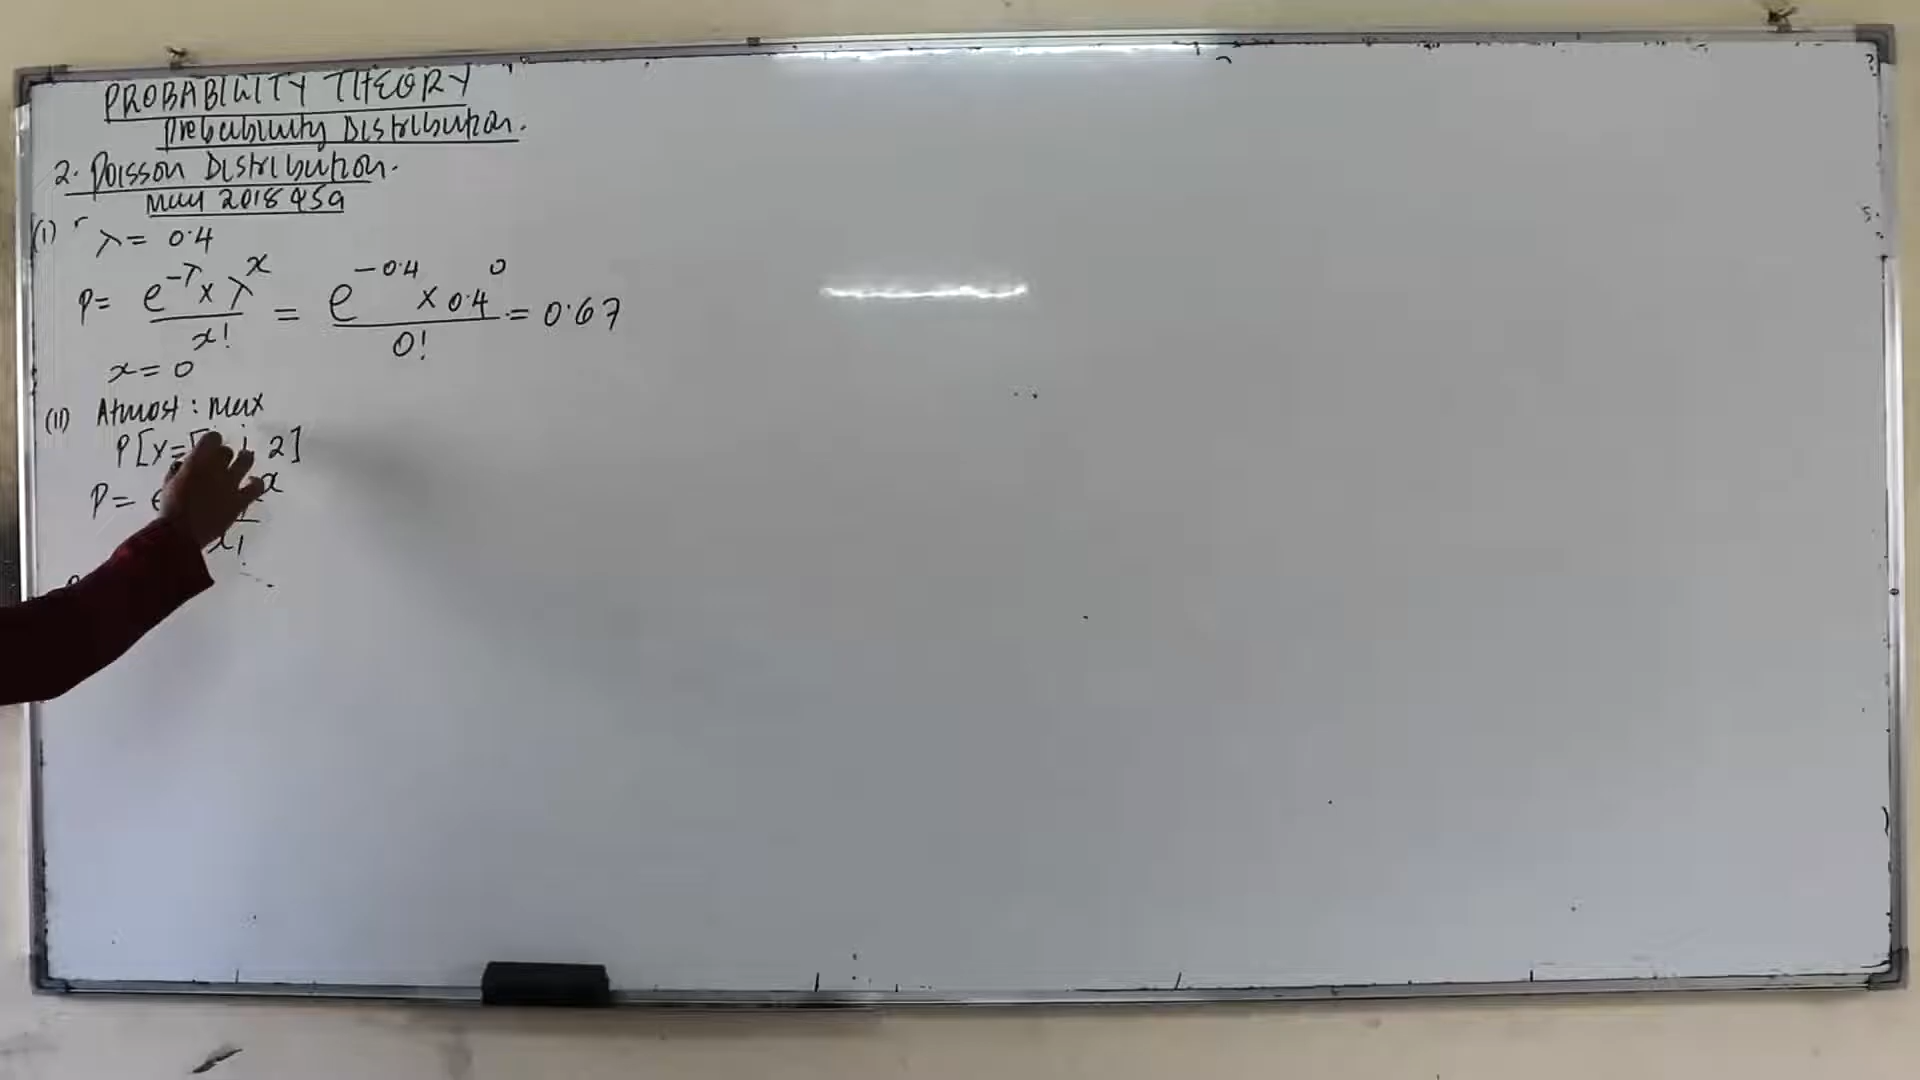 PROBABILITY THEORY
Probability Distribution.
2. Poisson Distribution.
May 2018 Q5a
(i) λ = 0.4
P = e^-λ x λ^x / x! = e^-0.4 x 0.4^0 / 0! = 0.67
x = 0
(ii) Atmost : max
P[x= 2]
P = x
x!